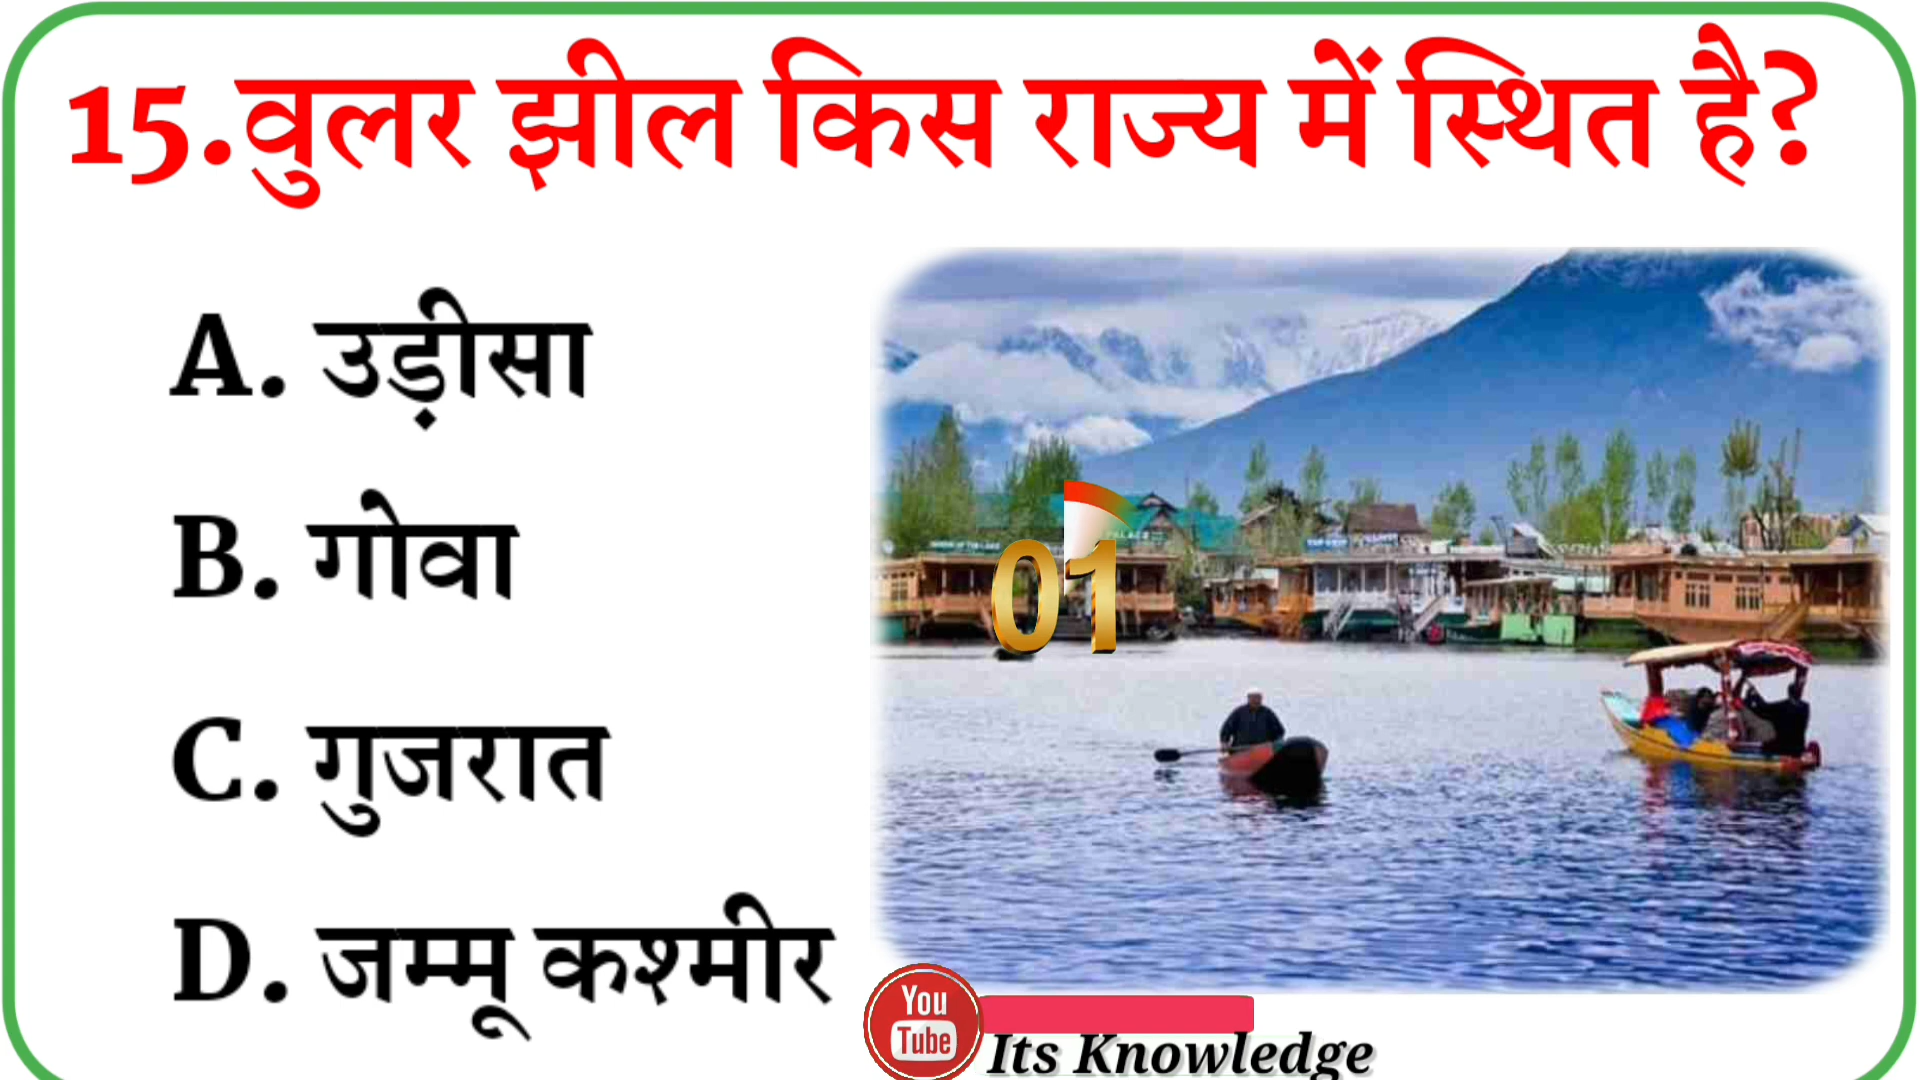 15.वुलर झील किस राज्य में स्थित है?
A. उड़ीसा
B. गोवा
C. गुजरात
D. जम्मू कश्मीर
01
You
Tube
Its Knowledge